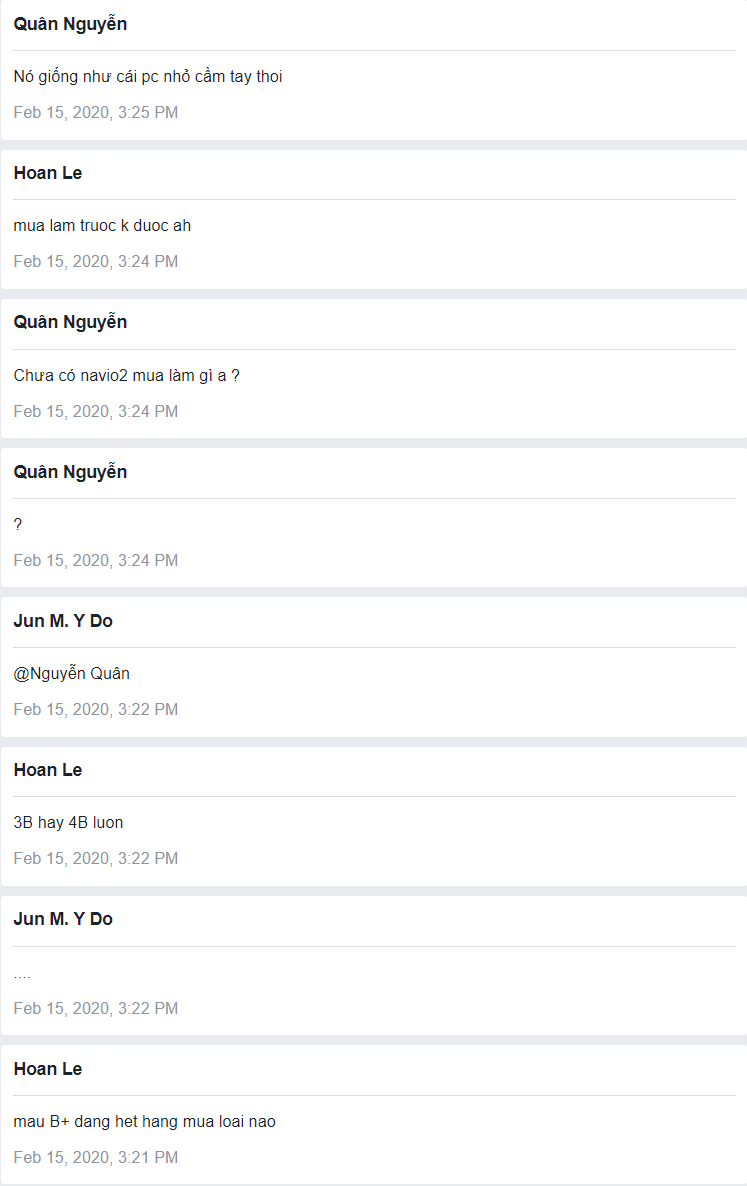 Quân Nguyễn
Nó giống như cái pc nhỏ cầm tay thoi
Feb 15, 2020, 3:25 PM
Hoan Le
mua lam truoc k duoc ah
Feb 15, 2020, 3:24 PM
Quân Nguyễn
Chưa có navio2 mua làm gì a ?
Feb 15, 2020, 3:24 PM
Quân Nguyễn
?
Feb 15, 2020, 3:24 PM
Jun M. Y Do
@Nguyễn Quân
Feb 15, 2020, 3:22 PM
Hoan Le
3B hay 4B luon
Feb 15, 2020, 3:22 PM
Jun M. Y Do
....
Feb 15, 2020, 3:22 PM
Hoan Le
mau B+ dang het hang mua loai nao
Feb 15, 2020, 3:21 PM